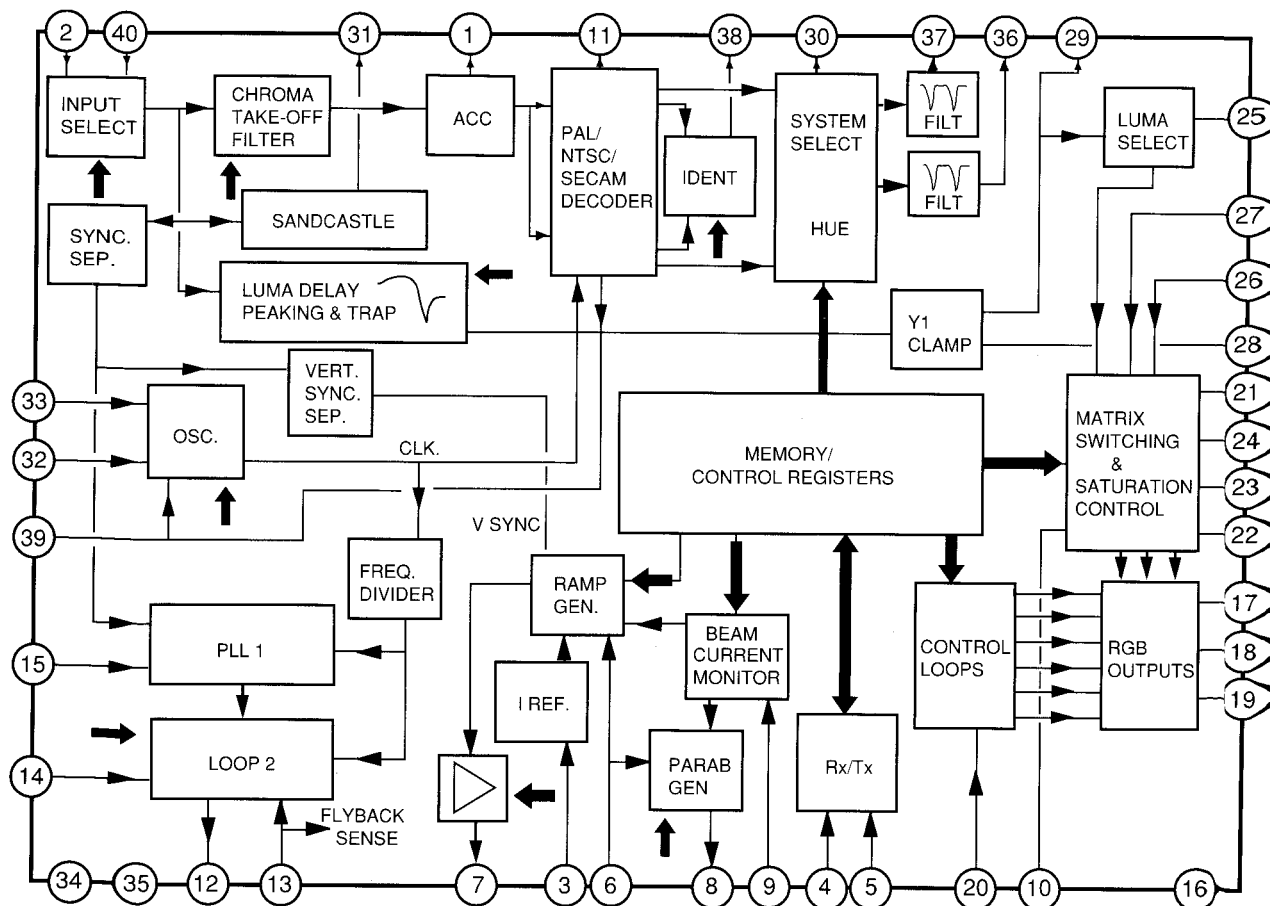 2
40
31
1
11
38
30
37
36
29
INPUT
SELECT
CHROMA
TAKE-OFF
FILTER
ACC
PAL/
NTSC/
SECAM
DECODER
IDENT
SYSTEM
SELECT
HUE
FILT
FILT
LUMA
SELECT
25
SYNC.
SEP.
SANDCASTLE
27
LUMA DELAY
PEAKING & TRAP
26
Y1
CLAMP
28
VERT.
SYNC.
SEP.
33
OSC.
32
CLK.
MEMORY/
CONTROL REGISTERS
MATRIX
SWITCHING
&
SATURATION
CONTROL
21
24
23
22
39
V SYNC
FREQ.
DIVIDER
RAMP
GEN.
BEAM
CURRENT
MONITOR
CONTROL
LOOPS
RGB
OUTPUTS
17
18
19
15
PLL 1
I REF.
14
LOOP 2
PARAB
GEN
Rx/Tx
FLYBACK
SENSE
34
35
12
13
7
3
6
8
9
4
5
20
10
16